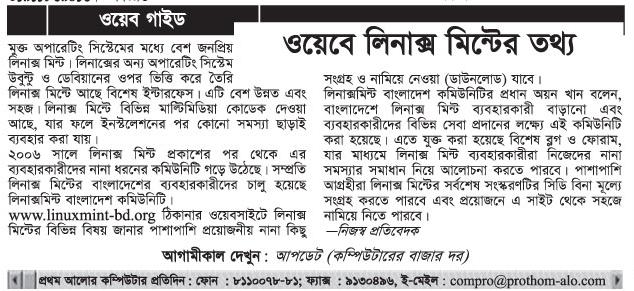 ওয়েব গাইড
ওয়েবে লিনাক্স মিন্টের তথ্য
মুক্ত অপারেটিং সিস্টেমের মধ্যে বেশ জনপ্রিয়
লিনাক্স মিন্ট। লিনাক্সের অন্য অপারেটিং সিস্টেম
উবুন্টু ও ডেবিয়ানের ওপর ভিত্তি করে তৈরি
লিনাক্স মিন্টে আছে বিশেষ ইন্টারফেস। এটি বেশ উন্নত এবং
সহজ। লিনাক্স মিন্টে বিভিন্ন মাল্টিমিডিয়া কোডেক দেওয়া
আছে, যার ফলে ইনস্টলেশনের পর কোনো সমস্যা ছাড়াই
ব্যবহার করা যায়।
২০০৬ সালে লিনাক্স মিন্ট প্রকাশের পর থেকে এর
ব্যবহারকারীদের নানা ধরনের কমিউনিটি গড়ে উঠেছে। সম্প্রতি
লিনাক্স মিন্টের বাংলাদেশের ব্যবহারকারীদের চালু হয়েছে
লিনাক্সমিন্ট বাংলাদেশ কমিউনিটি।
www.linuxmint-bd.org ঠিকানার ওয়েবসাইটে লিনাক্স
মিন্টের বিভিন্ন বিষয় জানার পাশাপাশি প্রয়োজনীয় নানা কিছু
সংগ্রহ ও নামিয়ে নেওয়া (ডাউনলোড) যাবে।
লিনাক্সমিন্ট বাংলাদেশ কমিউনিটির প্রধান অয়ন খান বলেন,
বাংলাদেশে লিনাক্স মিন্ট ব্যবহারকারী বাড়ানো এবং
ব্যবহারকারীদের বিভিন্ন সেবা প্রদানের লক্ষ্যে এই কমিউনিটি
করা হয়েছে। এতে যুক্ত করা হয়েছে বিশেষ ব্লগ ও ফোরাম,
যার মাধ্যমে লিনাক্স মিন্ট ব্যবহারকারীরা নিজেদের নানা
সমস্যার সমাধান নিয়ে আলোচনা করতে পারবে। পাশাপাশি
আগ্রহীরা লিনাক্স মিন্টের সর্বশেষ সংস্করণটির সিডি বিনা মূল্যে
সংগ্রহ করতে পারবে এবং প্রয়োজনে এ সাইট থেকে সহজে
নামিয়ে নিতে পারবে।
—নিজস্ব প্রতিবেদক
আগামীকাল দেখুন : আপডেট (কম্পিউটারের বাজার দর)
প্রথম আলোর কম্পিউটার প্রতিদিন : ফোন : ৮১১০০৭৮-৮১; ফ্যাক্স : ৯১৩০৪৯৬, ই-মেইল : compro@prothom-alo.com